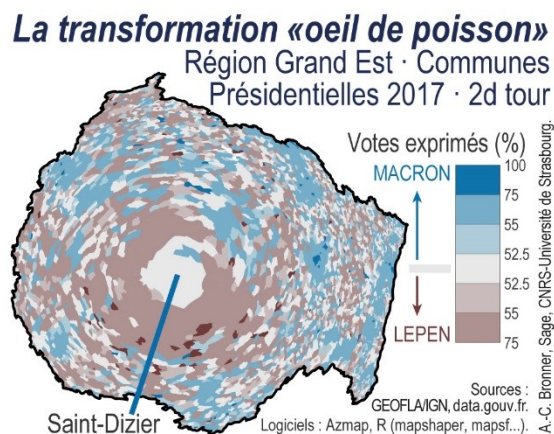 La transformation «oeil de poisson»
Région Grand Est · Communes
Présidentielles 2017 · 2d tour
Votes exprimés (%)
MACRON
100
75
55
52.5
52.5
55
75
LEPEN
Saint-Dizier
Sources :
GEOFLA/IGN, data.gouv.fr.
Logiciels : Azmap, R (mapshaper, mapsf...).
A-C. Bronner, Sage, CNRS-Université de Strasbourg.